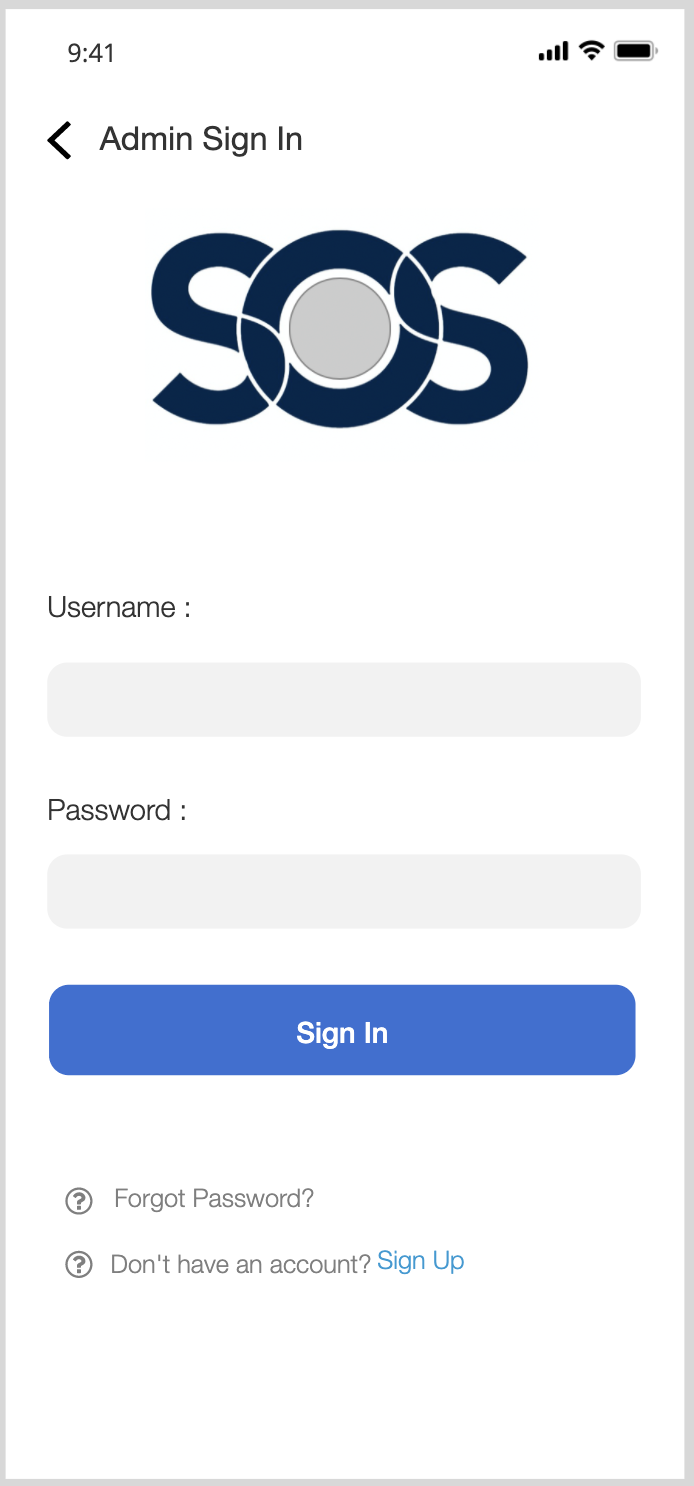 9:41
Admin Sign In
SOS
Username :
Password :
Sign In
Forgot Password?
Don't have an account? Sign Up